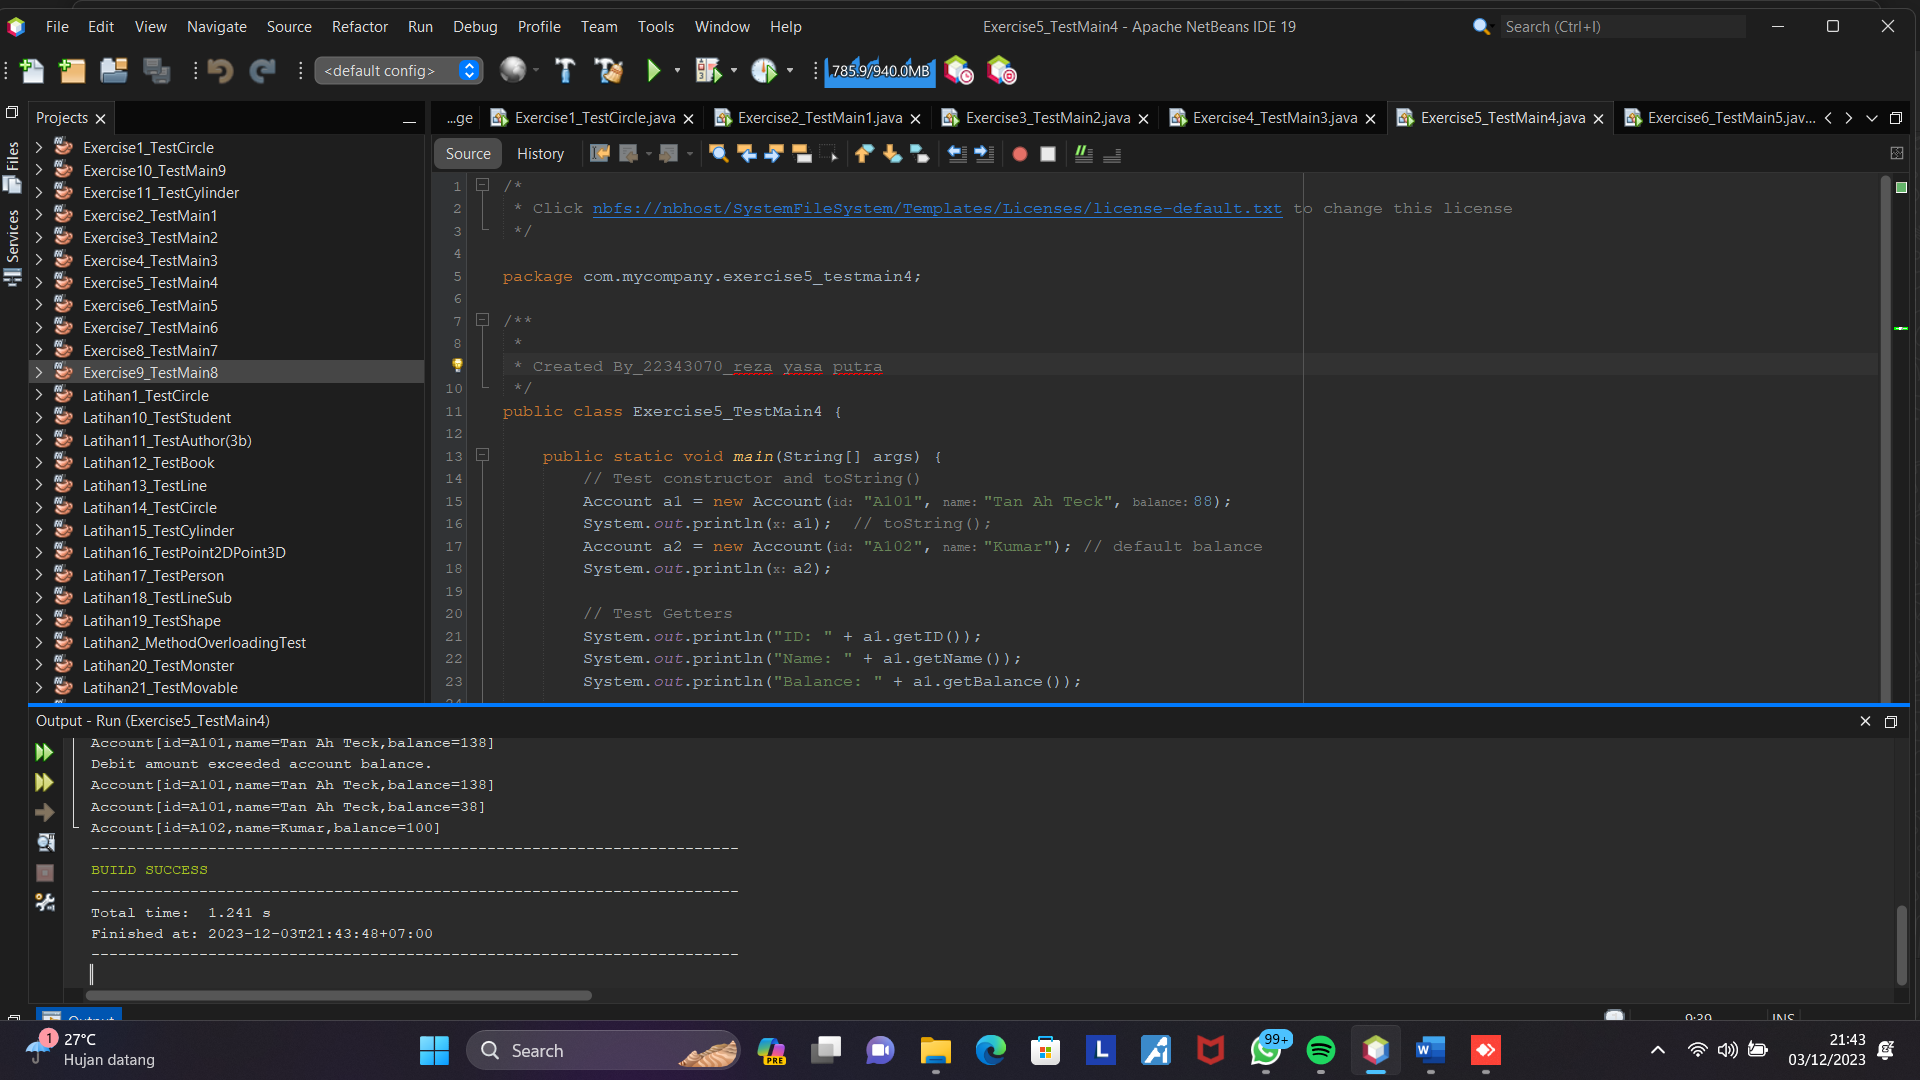 File Edit View Navigate Source Refactor Run Debug Profile Team Tools Window Help
Exercise5_TestMain4 - Apache NetBeans IDE 19
Search (Ctrl+I)
<default config>
785.9/940.0MB
Projects
...ge
Exercise1_TestCircle.java
Exercise2_TestMain1.java
Exercise3_TestMain2.java
Exercise4_TestMain3.java
Exercise5_TestMain4.java
Exercise6_TestMain5.jav...
Files
Services
Source History
Exercise1_TestCircle
Exercise10_TestMain9
Exercise11_TestCylinder
Exercise2_TestMain1
Exercise3_TestMain2
Exercise4_TestMain3
Exercise5_TestMain4
Exercise6_TestMain5
Exercise7_TestMain6
Exercise8_TestMain7
Exercise9_TestMain8
Latihan1_TestCircle
Latihan10_TestStudent
Latihan11_TestAuthor(3b)
Latihan12_TestBook
Latihan13_TestLine
Latihan14_TestCircle
Latihan15_TestCylinder
Latihan16_TestPoint2DPoint3D
Latihan17_TestPerson
Latihan18_TestLineSub
Latihan19_TestShape
Latihan2_MethodOverloadingTest
Latihan20_TestMonster
Latihan21_TestMovable
1 /*
2 * Click nbfs://nbhost/SystemFileSystem/Templates/Licenses/license-default.txt to change this license
3 */
4
5 package com.mycompany.exercise5_testmain4;
6
7 /**
8 *
* Created By_22343070_reza yasa putra
10 */
11 public class Exercise5_TestMain4 {
12
13 public static void main(String[] args) {
14 // Test constructor and toString()
15 Account a1 = new Account(id: "A101", name: "Tan Ah Teck", balance: 88);
16 System.out.println(x: a1); // toString();
17 Account a2 = new Account(id: "A102", name: "Kumar"); // default balance
18 System.out.println(x: a2);
19
20 // Test Getters
21 System.out.println("ID: " + a1.getID());
22 System.out.println("Name: " + a1.getName());
23 System.out.println("Balance: " + a1.getBalance());
24
Output - Run (Exercise5_TestMain4)
Account[id=A101,name=Tan Ah Teck,balance=138]
Debit amount exceeded account balance.
Account[id=A101,name=Tan Ah Teck,balance=138]
Account[id=A101,name=Tan Ah Teck,balance=38]
Account[id=A102,name=Kumar,balance=100]
------------------------------------------------------------------------
BUILD SUCCESS
------------------------------------------------------------------------
Total time:  1.241 s
Finished at: 2023-12-03T21:43:48+07:00
------------------------------------------------------------------------
Output
9:39
INS
1
27°C
Hujan datang
Search
PRE
L
99+
W
21:43
03/12/2023